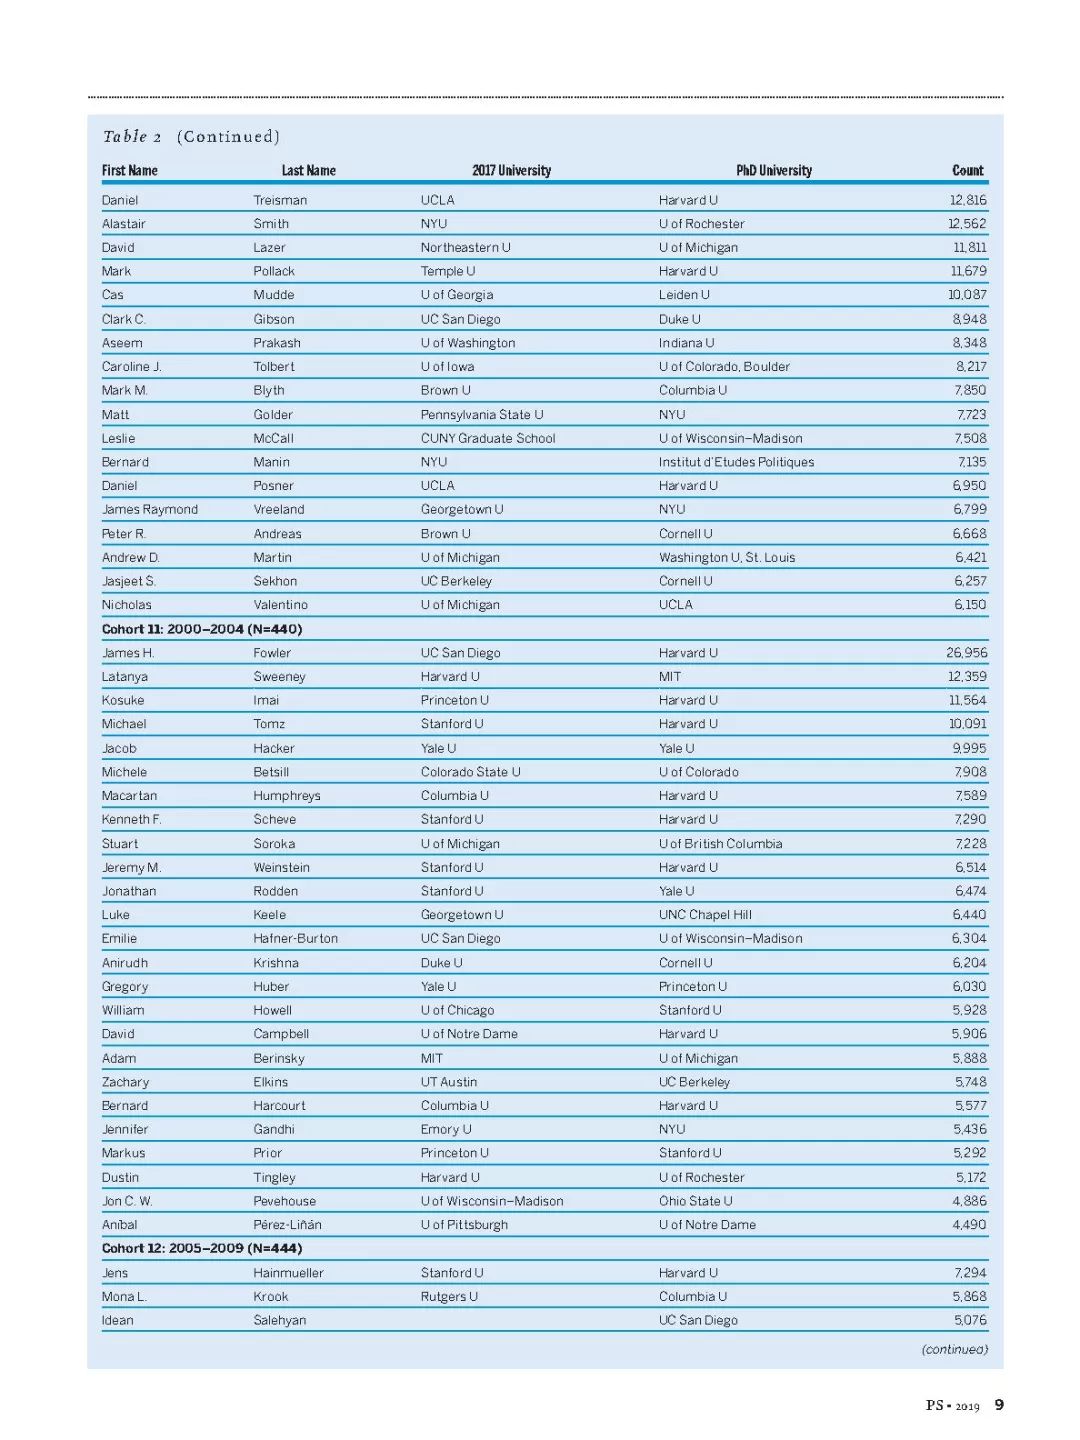 Table 2 (Continued)
First Name Last Name 2017 University PhD University Count
Daniel Treisman UCLA Harvard U 12,816
Alastair Smith NYU U of Rochester 12,562
David Lazer Northeastern U U of Michigan 11,811
Mark Pollack Temple U Harvard U 11,679
Cas Mudde U of Georgia Leiden U 10,087
Clark C. Gibson UC San Diego Duke U 8,948
Aseem Prakash U of Washington Indiana U 8,348
Caroline J. Tolbert U of Iowa U of Colorado, Boulder 8,217
Mark M. Blyth Brown U Columbia U 7,850
Matt Golder Pennsylvania State U NYU 7,723
Leslie McCall CUNY Graduate School U of Wisconsin–Madison 7,508
Bernard Manin NYU Institut d'Etudes Politiques 7,135
Daniel Posner UCLA Harvard U 6,950
James Raymond Vreeland Georgetown U NYU 6,799
Peter R. Andreas Brown U Cornell U 6,668
Andrew D. Martin U of Michigan Washington U, St. Louis 6,421
Jasjeet S. Sekhon UC Berkeley Cornell U 6,257
Nicholas Valentino U of Michigan UCLA 6,150
Cohort 11: 2000–2004 (N=440)
James H. Fowler UC San Diego Harvard U 26,956
Latanya Sweeney Harvard U MIT 12,359
Kosuke Imai Princeton U Harvard U 11,564
Michael Tomz Stanford U Harvard U 10,091
Jacob Hacker Yale U Yale U 9,995
Michele Betsill Colorado State U U of Colorado 7,908
Macartan Humphreys Columbia U Harvard U 7,589
Kenneth F. Scheve Stanford U Harvard U 7,290
Stuart Soroka U of Michigan U of British Columbia 7,228
Jeremy M. Weinstein Stanford U Harvard U 6,514
Jonathan Rodden Stanford U Yale U 6,474
Luke Keele Georgetown U UNC Chapel Hill 6,440
Emilie Hafner-Burton UC San Diego U of Wisconsin–Madison 6,304
Anirudh Krishna Duke U Cornell U 6,204
Gregory Huber Yale U Princeton U 6,030
William Howell U of Chicago Stanford U 5,928
David Campbell U of Notre Dame Harvard U 5,906
Adam Berinsky MIT U of Michigan 5,888
Zachary Elkins UT Austin UC Berkeley 5,748
Bernard Harcourt Columbia U Harvard U 5,577
Jennifer Gandhi Emory U NYU 5,436
Markus Prior Princeton U Stanford U 5,292
Dustin Tingley Harvard U U of Rochester 5,172
Jon C. W. Pevehouse U of Wisconsin–Madison Ohio State U 4,886
Aníbal Pérez-Liñán U of Pittsburgh U of Notre Dame 4,490
Cohort 12: 2005–2009 (N=444)
Jens Hainmueller Stanford U Harvard U 7,294
Mona L. Krook Rutgers U Columbia U 5,868
Idean Salehyan UC San Diego 5,076
(continued)
PS • 2019 9